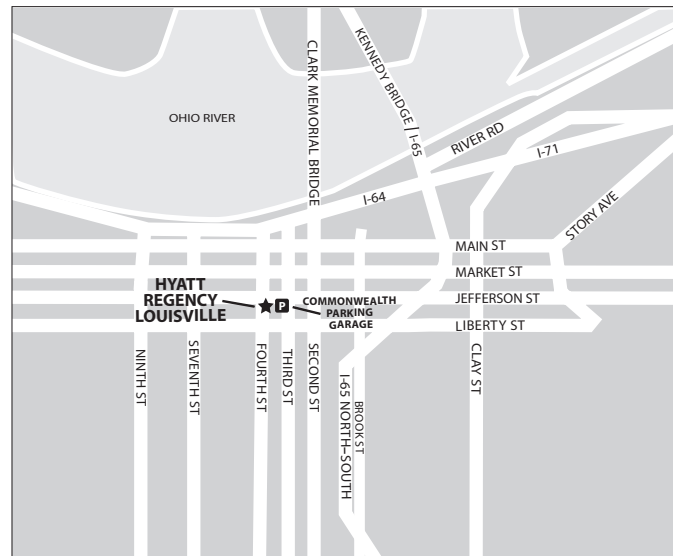 CLARK MEMORIAL BRIDGE
KENNEDY BRIDGE | I-65
OHIO RIVER
RIVER RD
I-71
I-64
STORY AVE
MAIN ST
MARKET ST
HYATT
REGENCY
LOUISVILLE
P
COMMONWEALTH
PARKING
GARAGE
JEFFERSON ST
LIBERTY ST
NINTH ST
SEVENTH ST
FOURTH ST
THIRD ST
SECOND ST
I-65 NORTH–SOUTH
BROOK ST
CLAY ST